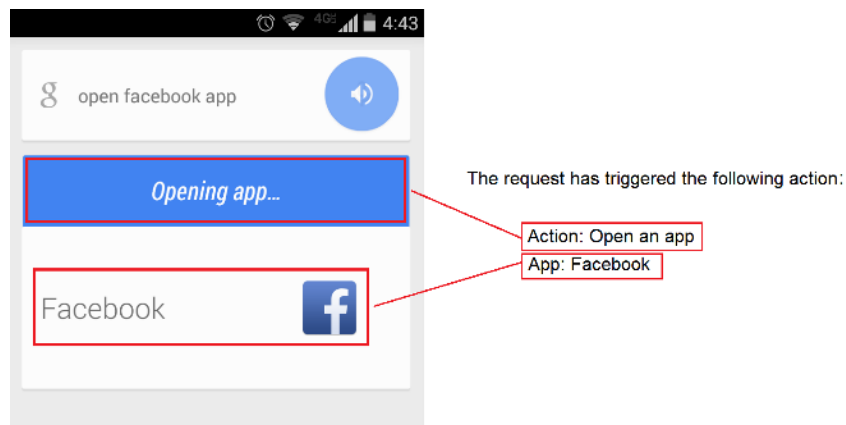 4G 4:43
g open facebook app
Opening app...
The request has triggered the following action:
Action: Open an app
App: Facebook
Facebook f